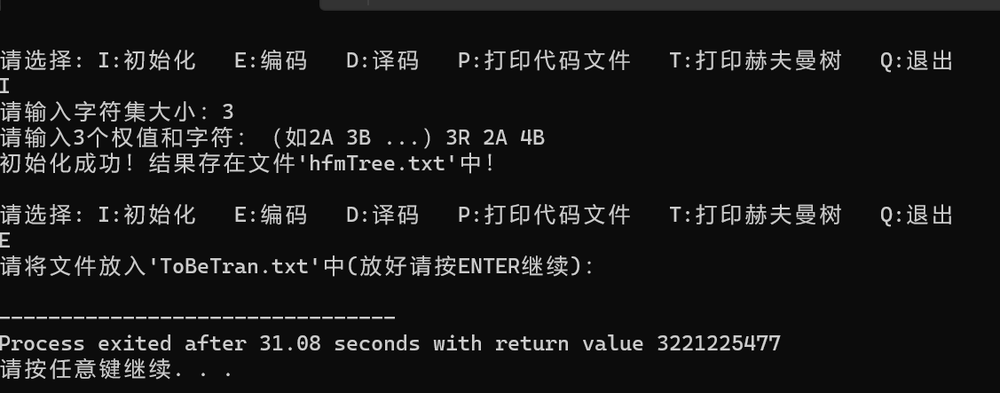 请选择: I:初始化 E:编码 D:译码 P:打印代码文件 T:打印赫夫曼树 Q:退出
I
请输入字符集大小: 3
请输入3个权值和字符: (如2A 3B ...) 3R 2A 4B
初始化成功! 结果存在文件'hfmTree.txt'中!
请选择: I:初始化 E:编码 D:译码 P:打印代码文件 T:打印赫夫曼树 Q:退出
E
请将文件放入'ToBeTran.txt'中(放好请按ENTER继续):
--------------------------------
Process exited after 31.08 seconds with return value 3221225477
请按任意键继续. . .